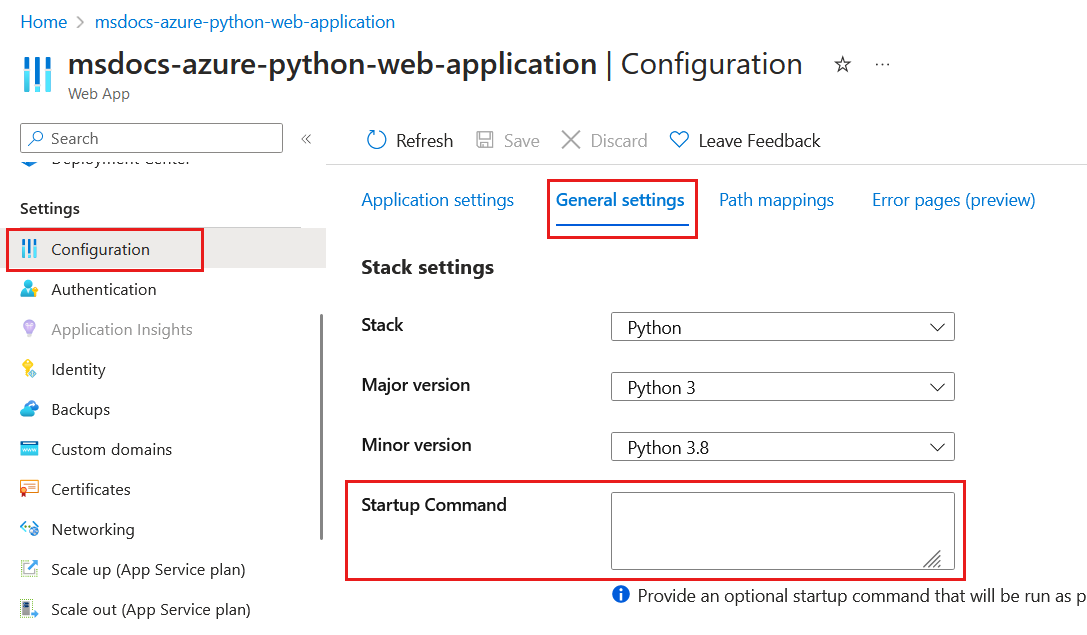 Home > msdocs-azure-python-web-application
msdocs-azure-python-web-application | Configuration
Web App
Search
Refresh Save Discard Leave Feedback
Deployment Center
Settings
Configuration
Authentication
Application Insights
Identity
Backups
Custom domains
Certificates
Networking
Scale up (App Service plan)
Scale out (App Service plan)
Application settings General settings Path mappings Error pages (preview)
Stack settings
Stack Python
Major version Python 3
Minor version Python 3.8
Startup Command
Provide an optional startup command that will be run as p